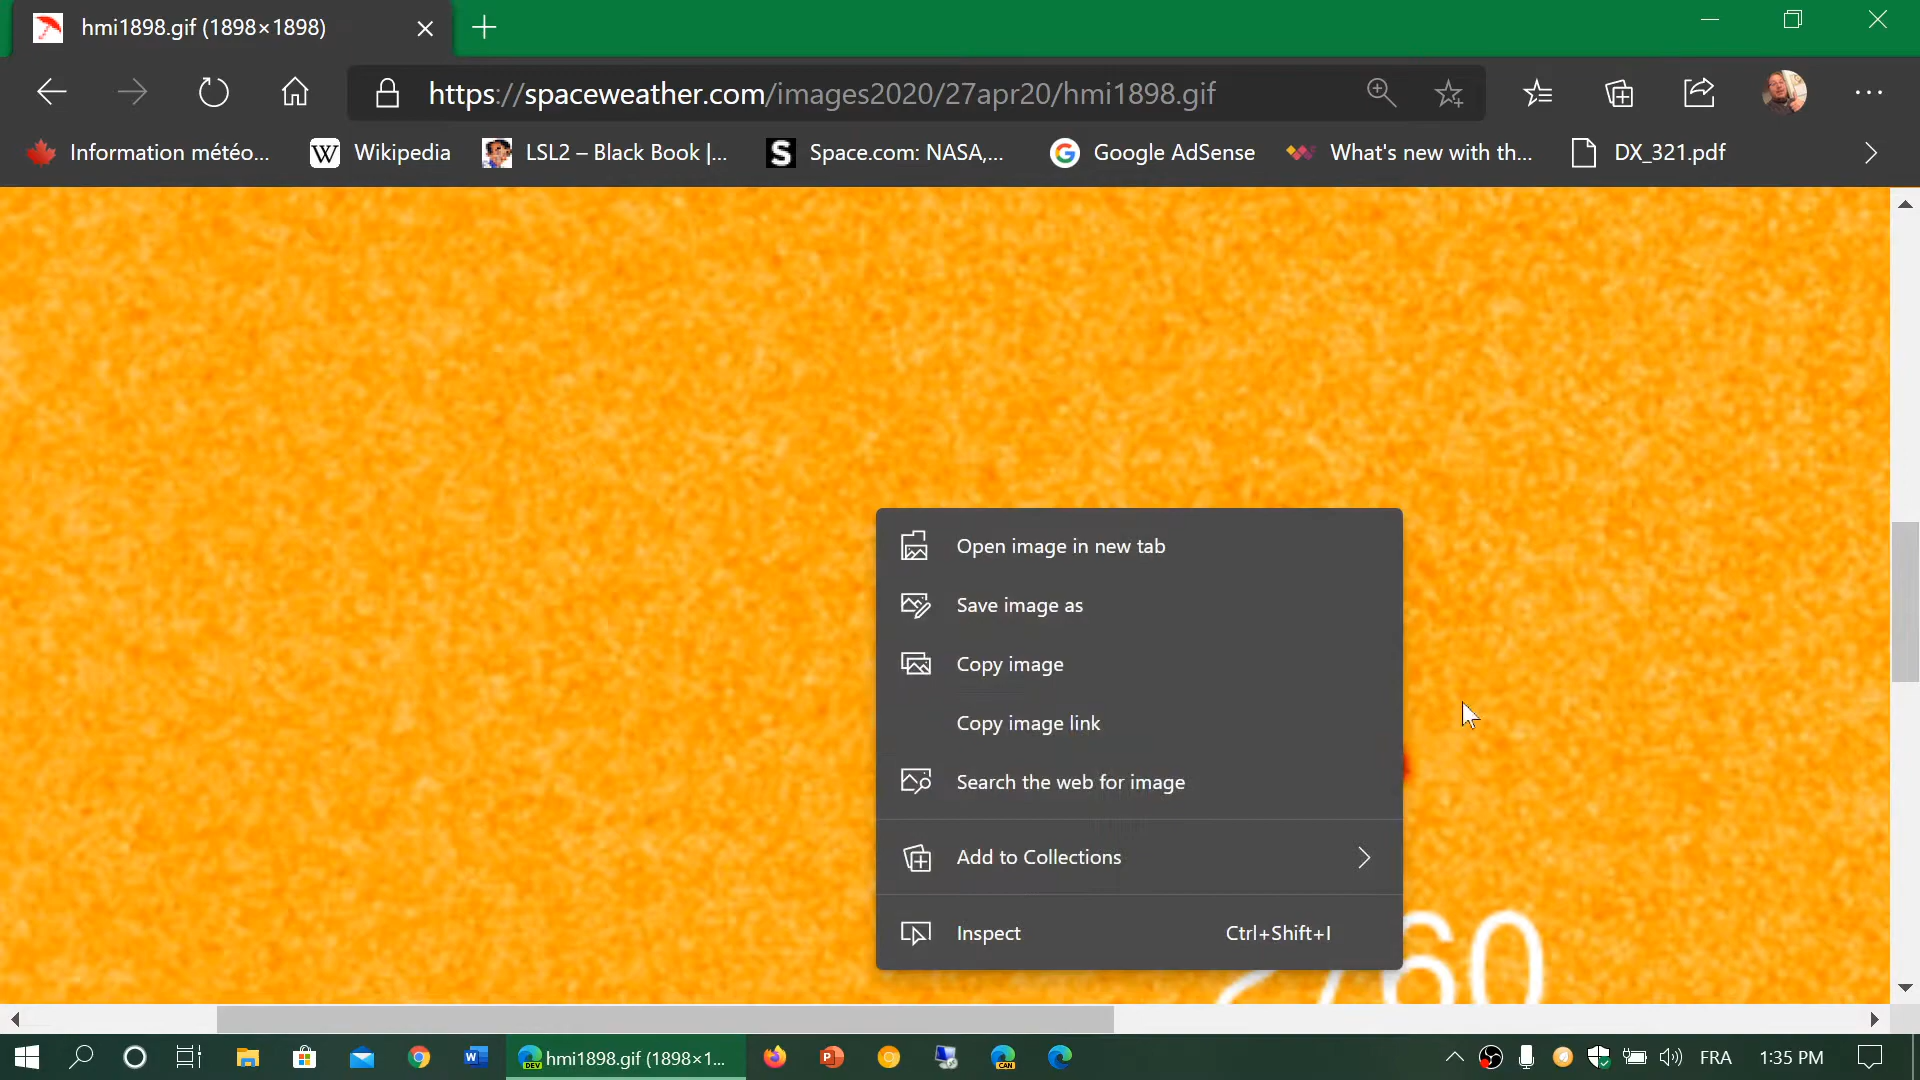 hmi1898.gif (1898×1898)
https://spaceweather.com/images2020/27apr20/hmi1898.gif
Information météo...
W Wikipedia
LSL2 – Black Book |...
S Space.com: NASA,...
G Google AdSense
What's new with th...
DX_321.pdf
Open image in new tab
Save image as
Copy image
Copy image link
Search the web for image
Add to Collections
Inspect Ctrl+Shift+I
2760
W
DEV
hmi1898.gif (1898×1...
P
CAN
FRA
1:35 PM